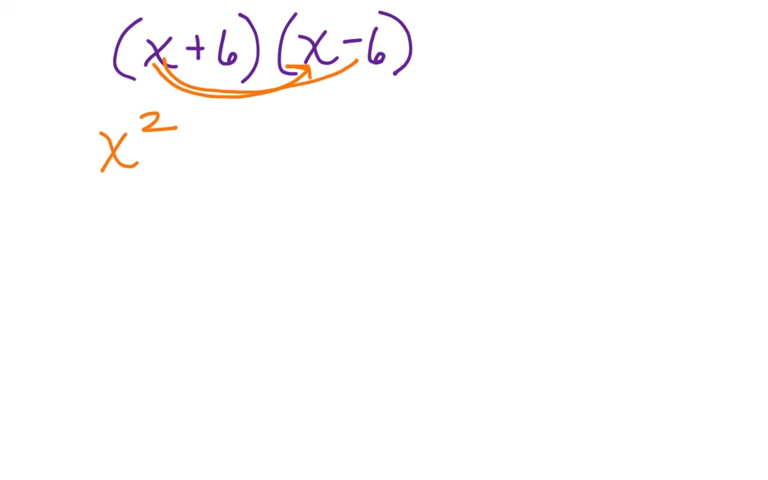 (x + 6)(x - 6)
x²